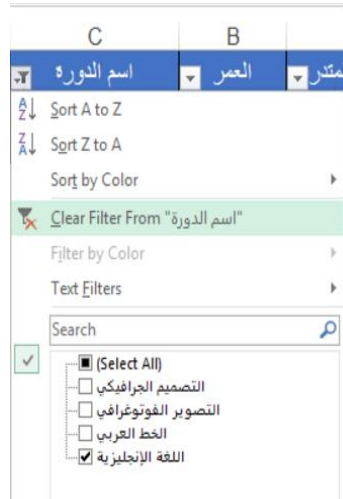 C B
اسم الدورة العمر
Sort A to Z
Sort Z to A
Sort by Color
Clear Filter From "اسم الدورة"
Filter by Color
Text Filters
Search
(Select All)
التصميم الجرافيكي
التصوير الفوتوغرافي
الخط العربي
اللغة الإنجليزية